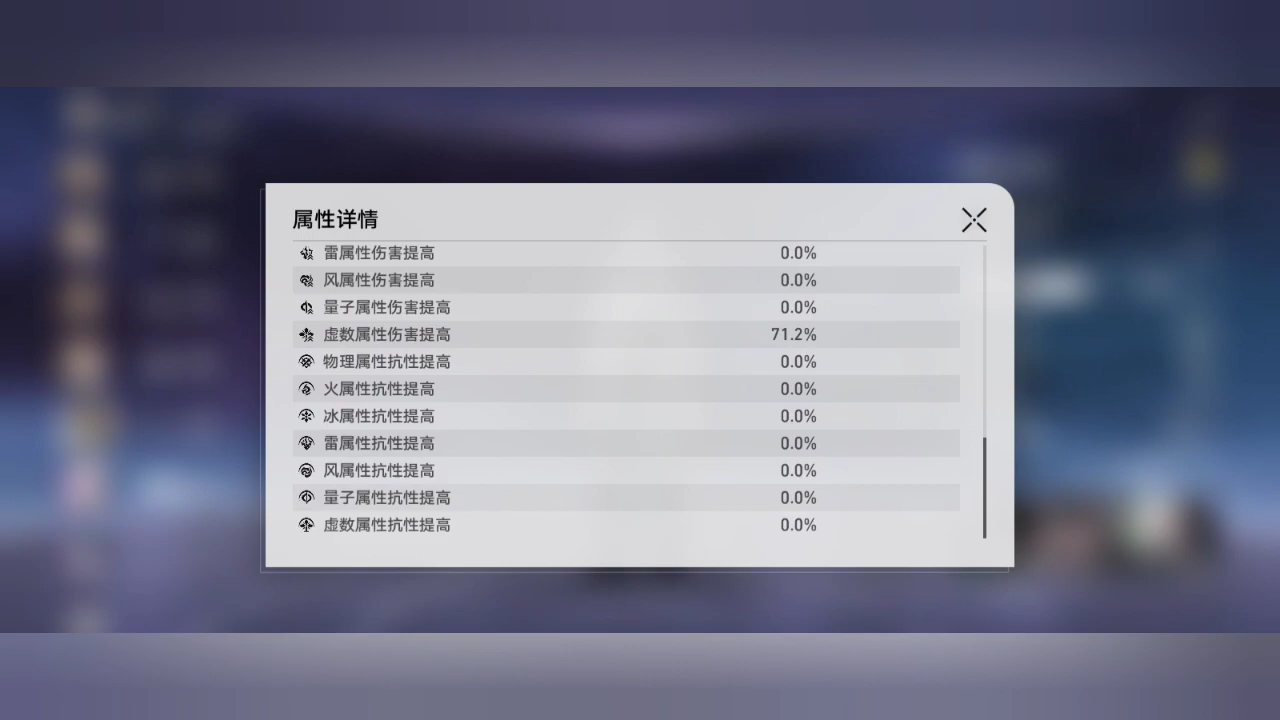 属性详情
雷属性伤害提高 0.0%
风属性伤害提高 0.0%
量子属性伤害提高 0.0%
虚数属性伤害提高 71.2%
物理属性抗性提高 0.0%
火属性抗性提高 0.0%
冰属性抗性提高 0.0%
雷属性抗性提高 0.0%
风属性抗性提高 0.0%
量子属性抗性提高 0.0%
虚数属性抗性提高 0.0%